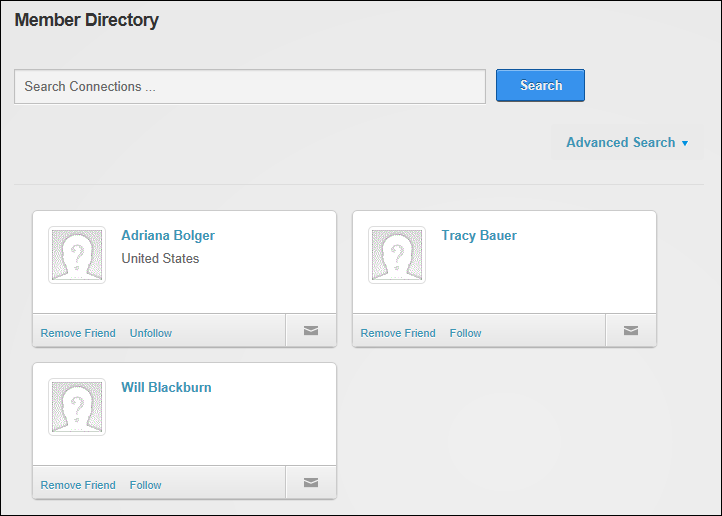 Member Directory
Search Connections ...
Search
Advanced Search
Adriana Bolger
United States
Remove Friend Unfollow
Tracy Bauer
Remove Friend Follow
Will Blackburn
Remove Friend Follow